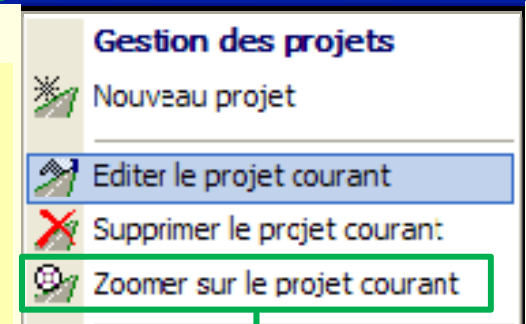 Gestion des projets
Nouveau projet
Editer le projet courant
Supprimer le projet courant
Zoomer sur le projet courant